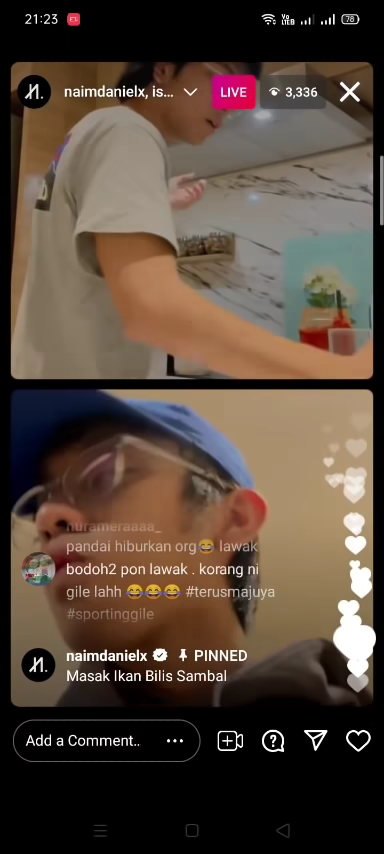 21:23
78
naimdanielx, is...
LIVE
3,336
pandai hiburkan org😂 lawak
bodoh2 pon lawak . korang ni
gile lahh 😂😂😂 #terusmajuya
#sportinggile
naimdanielx PINNED
Masak Ikan Bilis Sambal
Add a Comment..